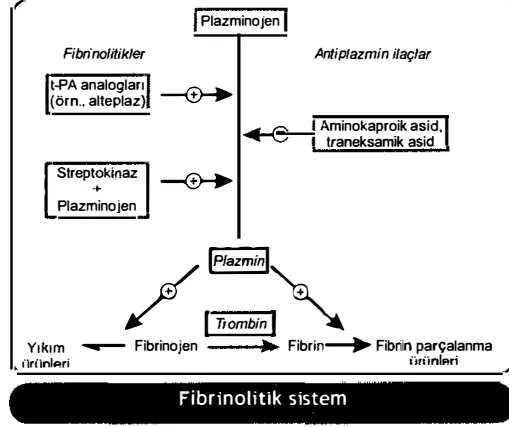 Plazminojen
Fibrinolitikler
Antiplazmin ilaçlar
t-PA analogları
(örn., alteplaz)
+
−
Aminokaproik asid,
traneksamik asid
Streptokinaz
+
Plazminojen
+
Plazmin
+
+
Trombin
Yıkım
ürünleri
Fibrinojen
Fibrin
Fibrin parçalanma
ürünleri
Fibrinolitik sistem